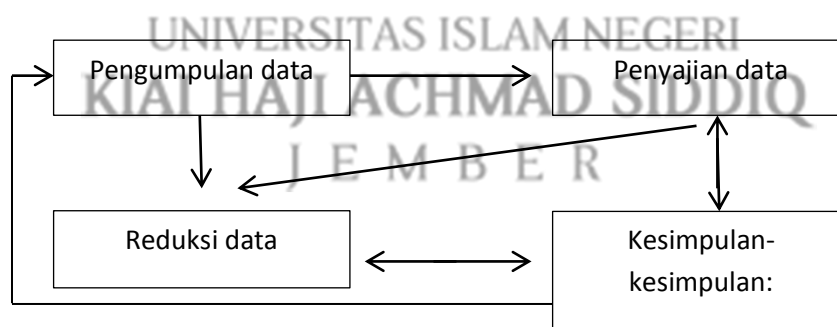 UNIVERSITAS ISLAM NEGERI
Pengumpulan data
Penyajian data
KIAI HAJI ACHMAD SIDDIQ
J E M B E R
Reduksi data
Kesimpulan-
kesimpulan: